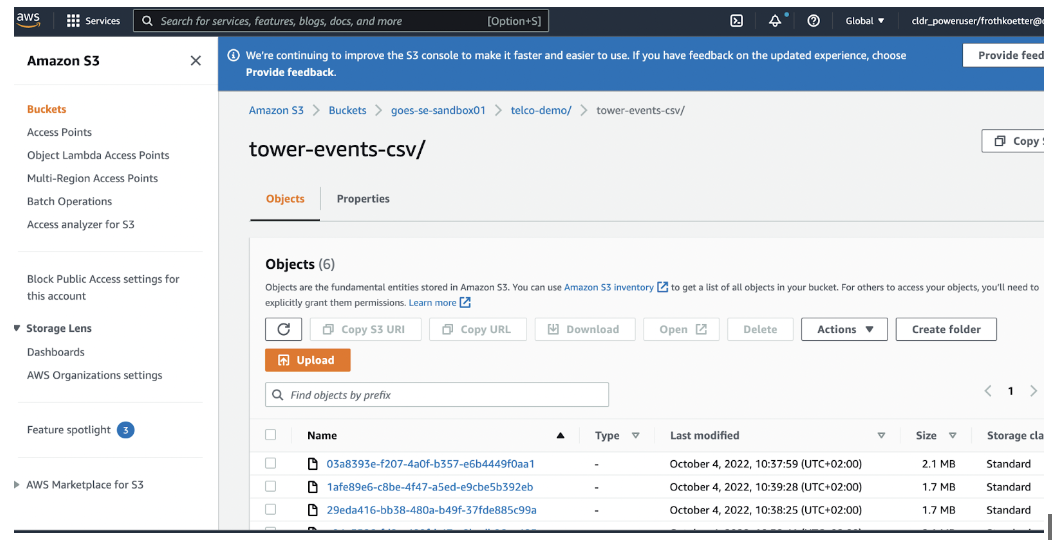 aws
Services
Search for services, features, blogs, docs, and more [Option+S]
Global
cldr_poweruser/frothkoetter@
Amazon S3
We're continuing to improve the S3 console to make it faster and easier to use. If you have feedback on the updated experience, choose
Provide feedback.
Provide feed
Buckets
Access Points
Object Lambda Access Points
Multi-Region Access Points
Batch Operations
Access analyzer for S3
Block Public Access settings for
this account
Storage Lens
Dashboards
AWS Organizations settings
Feature spotlight 3
AWS Marketplace for S3
Amazon S3 > Buckets > goes-se-sandbox01 > telco-demo/ > tower-events-csv/
tower-events-csv/
Copy
Objects Properties
Objects (6)
Objects are the fundamental entities stored in Amazon S3. You can use Amazon S3 inventory to get a list of all objects in your bucket. For others to access your objects, you'll need to
explicitly grant them permissions. Learn more
Copy S3 URI Copy URL Download Open Delete Actions Create folder
Upload
Find objects by prefix
1
Name Type Last modified Size Storage cla
03a8393e-f207-4a0f-b357-e6b4449f0aa1 - October 4, 2022, 10:37:59 (UTC+02:00) 2.1 MB Standard
1afe89e6-c8be-4f47-a5ed-e9cbe5b392eb - October 4, 2022, 10:39:28 (UTC+02:00) 1.7 MB Standard
29eda416-bb38-480a-b49f-37fde885c99a - October 4, 2022, 10:38:25 (UTC+02:00) 1.7 MB Standard